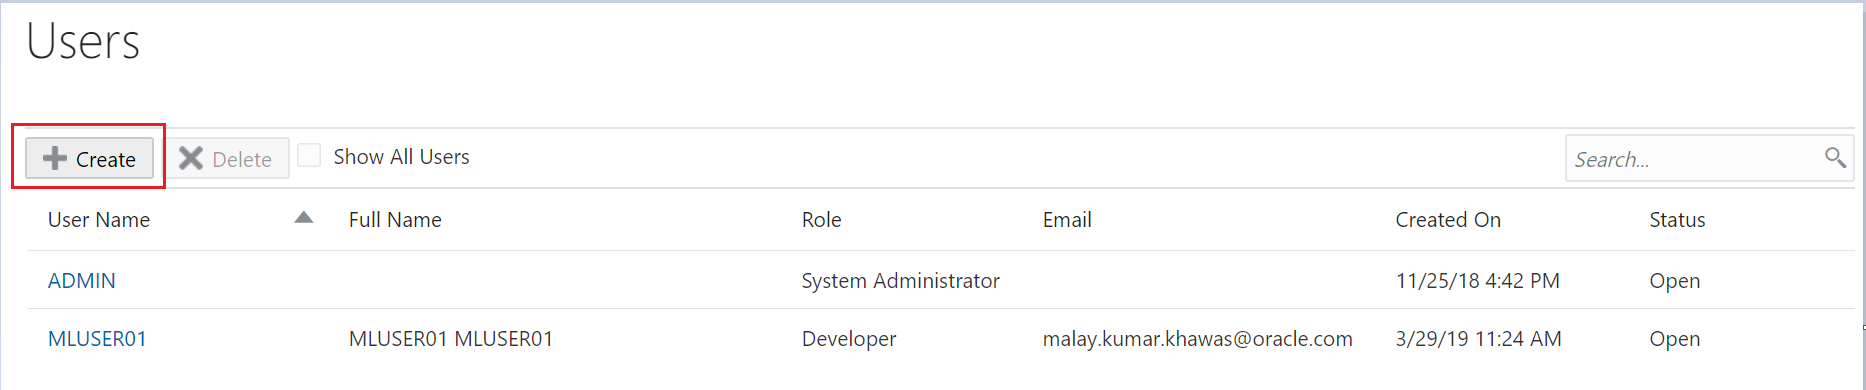 Users
Create Delete Show All Users Search...
User Name Full Name Role Email Created On Status
ADMIN System Administrator 11/25/18 4:42 PM Open
MLUSER01 MLUSER01 MLUSER01 Developer malay.kumar.khawas@oracle.com 3/29/19 11:24 AM Open